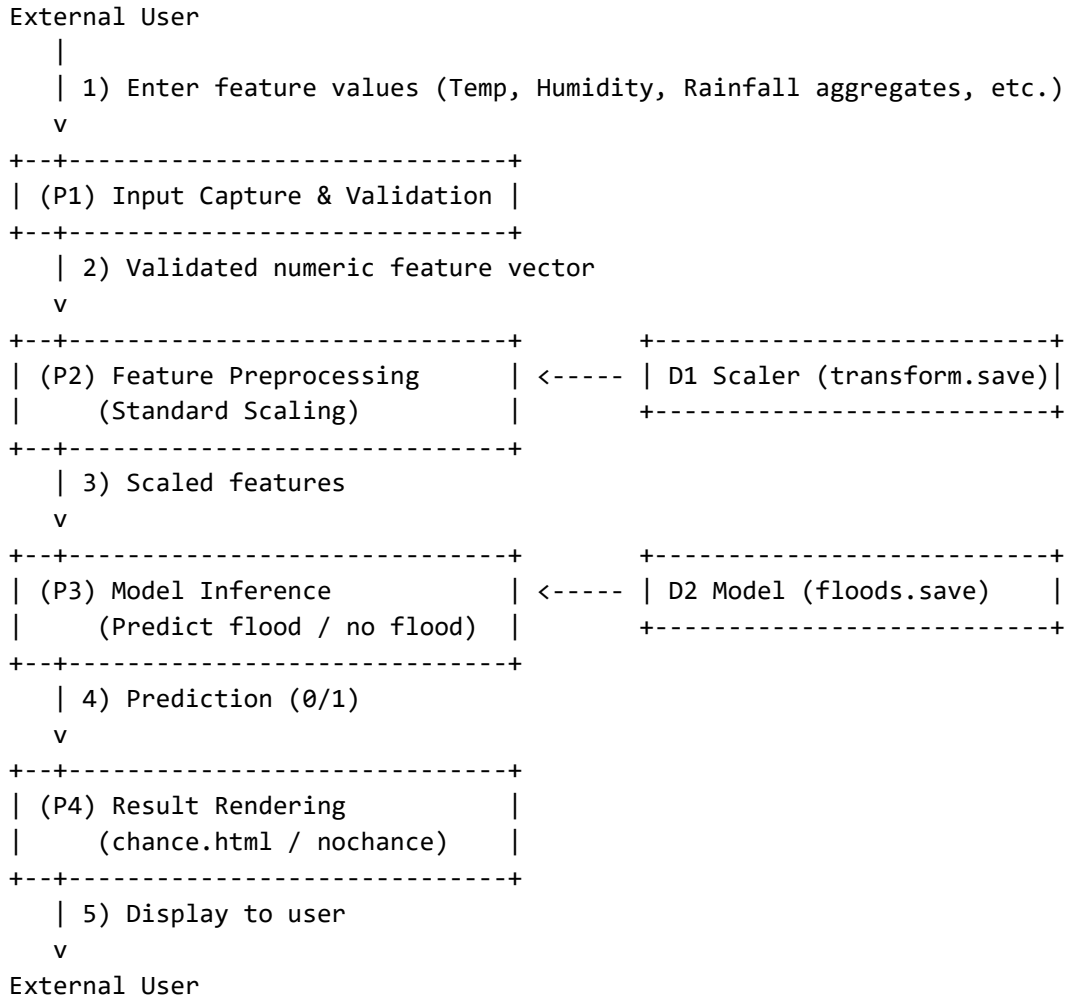 External User
|
| 1) Enter feature values (Temp, Humidity, Rainfall aggregates, etc.)
v
+--+------------------------------+
| (P1) Input Capture & Validation |
+--+------------------------------+
| 2) Validated numeric feature vector
v
+--+------------------------------+        +---------------------------+
| (P2) Feature Preprocessing      | <----- | D1 Scaler (transform.save)|
|      (Standard Scaling)         |        +---------------------------+
+--+------------------------------+
| 3) Scaled features
v
+--+------------------------------+        +---------------------------+
| (P3) Model Inference            | <----- | D2 Model (floods.save)    |
|      (Predict flood / no flood) |        +---------------------------+
+--+------------------------------+
| 4) Prediction (0/1)
v
+--+------------------------------+
| (P4) Result Rendering           |
|      (chance.html / nochance)   |
+--+------------------------------+
| 5) Display to user
v
External User